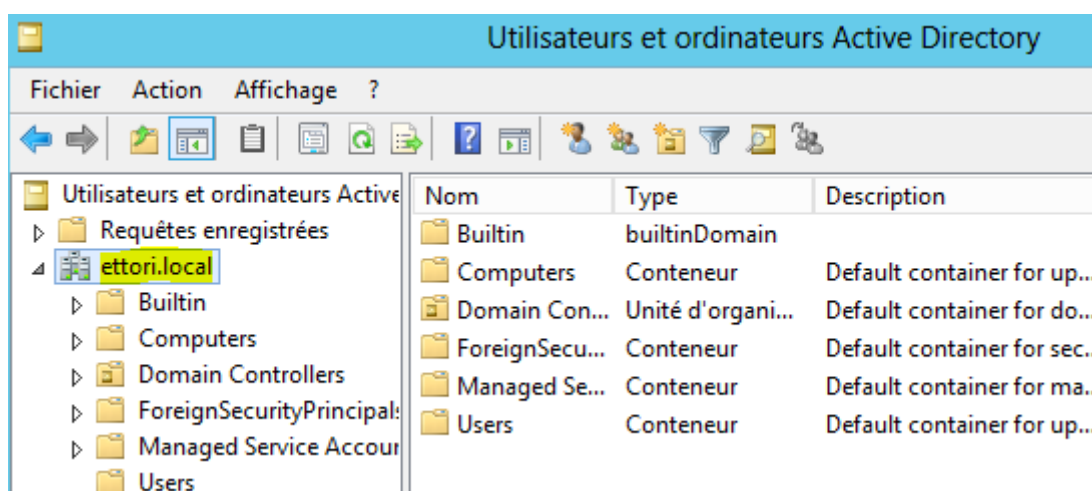 Utilisateurs et ordinateurs Active Directory
Fichier Action Affichage ?
Utilisateurs et ordinateurs Active
Requêtes enregistrées
ettori.local
Builtin
Computers
Domain Controllers
ForeignSecurityPrincipals
Managed Service Accour
Users
Nom Type Description
Builtin builtinDomain
Computers Conteneur Default container for up...
Domain Con... Unité d'organi... Default container for do...
ForeignSecu... Conteneur Default container for sec...
Managed Se... Conteneur Default container for ma...
Users Conteneur Default container for up...